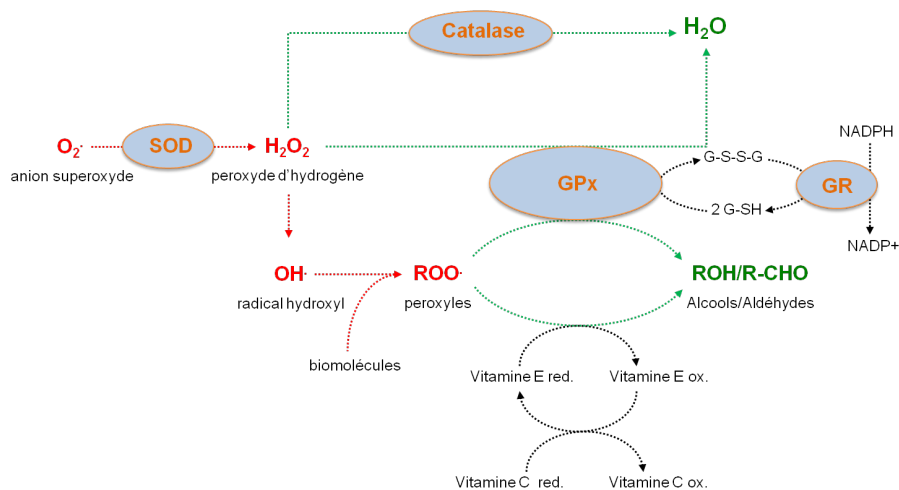 Catalase
H₂O
O₂·
SOD
H₂O₂
NADPH
anion superoxyde
peroxyde d'hydrogène
G-S-S-G
GPx
GR
2 G-SH
NADP+
OH·
ROO·
ROH/R-CHO
radical hydroxyl
peroxyles
Alcools/Aldéhydes
biomolécules
Vitamine E red.
Vitamine E ox.
Vitamine C red.
Vitamine C ox.